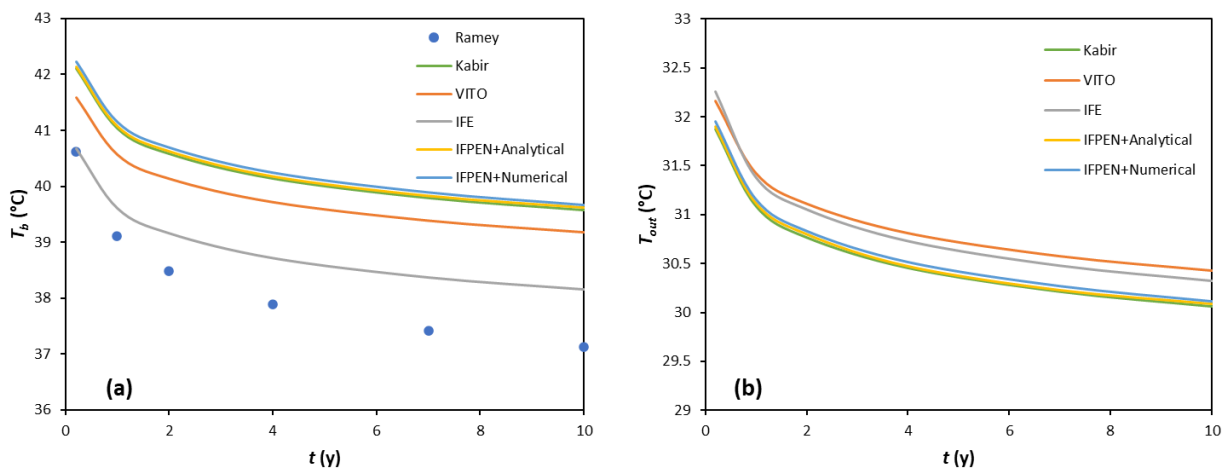 43
42
41
40
39
38
37
36
0
2
4
6
8
10
T_b (°C)
t (y)
Ramey
Kabir
VITO
IFE
IFPEN+Analytical
IFPEN+Numerical
(a)
33
32.5
32
31.5
31
30.5
30
29.5
29
0
2
4
6
8
10
T_out (°C)
t (y)
Kabir
VITO
IFE
IFPEN+Analytical
IFPEN+Numerical
(b)